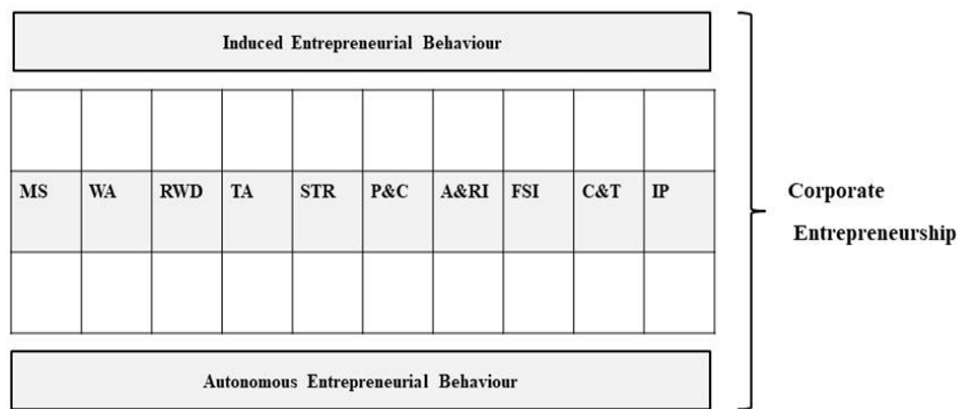 Induced Entrepreneurial Behaviour
MS WA RWD TA STR P&C A&RI FSI C&T IP
Corporate
Entrepreneurship
Autonomous Entrepreneurial Behaviour